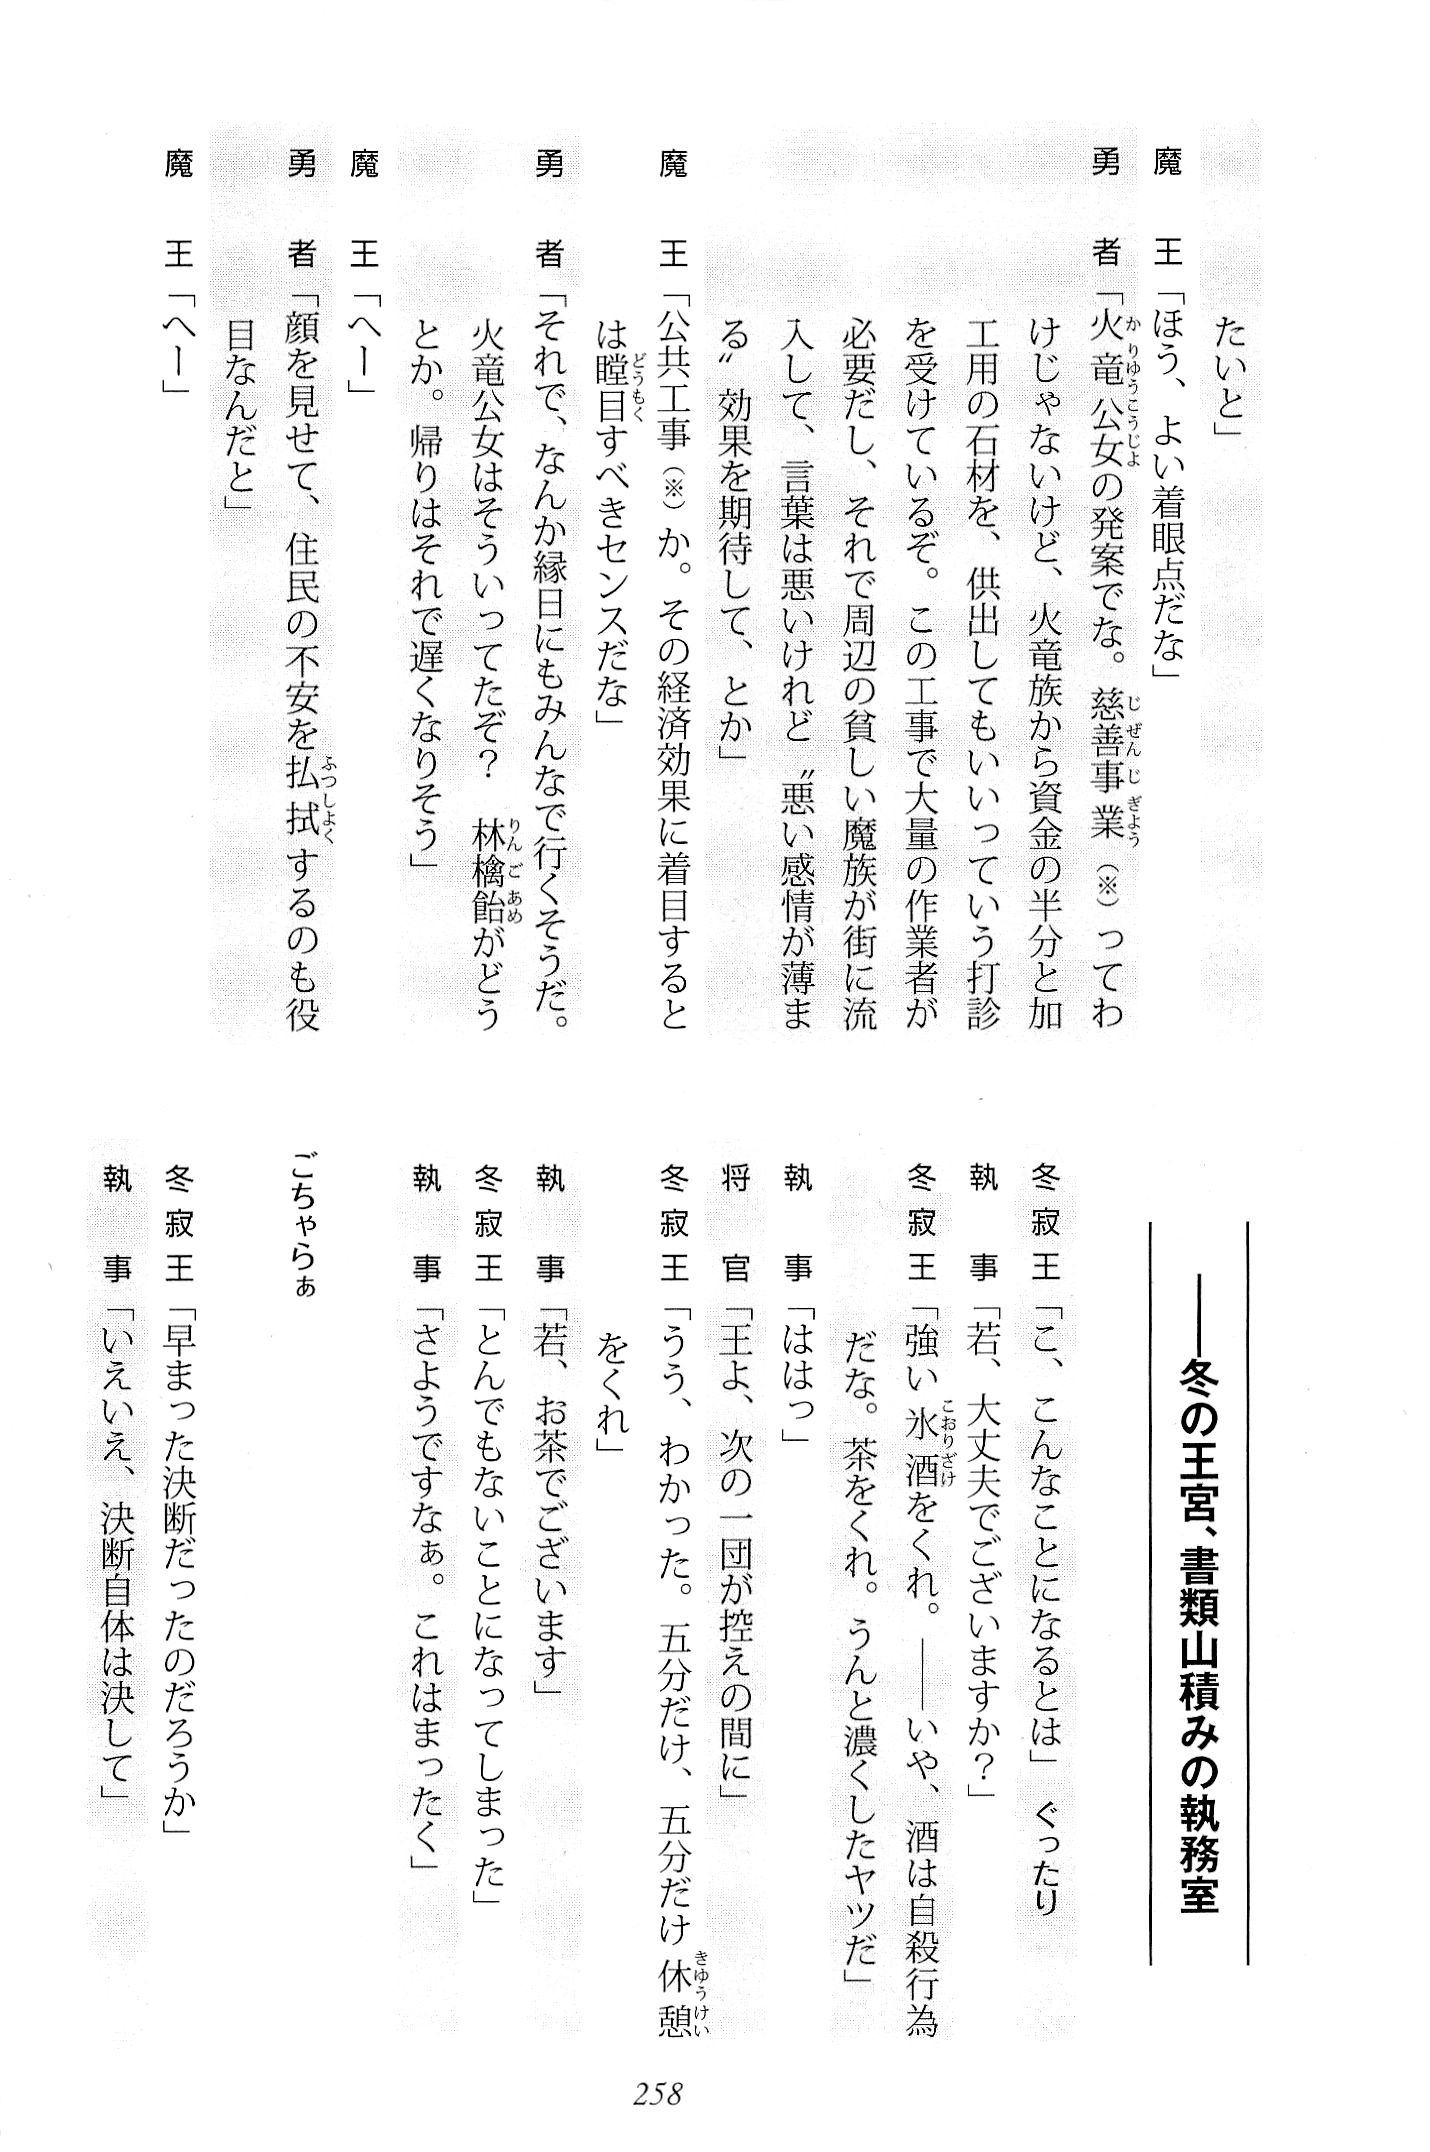 たいと」
魔　王「ほう、よい着眼点だな」
勇　者「火竜公女の発案でな。慈善事業（※）ってわ
けじゃないけど、火竜族から資金の半分と加
工用の石材を、供出してもいいっていう打診
を受けているぞ。この工事で大量の作業者が
必要だし、それで周辺の貧しい魔族が街に流
入して、言葉は悪いけれど〝悪い感情が薄ま
る〟効果を期待して、とか」
魔　王「公共工事（※）か。その経済効果に着目すると
は瞠目すべきセンスだな」
勇　者「それで、なんか縁日にもみんなで行くそうだ。
火竜公女はそういってたぞ？　林檎飴がどう
とか。帰りはそれで遅くなりそう」
魔　王「へー」
勇　者「顔を見せて、住民の不安を払拭するのも役
目なんだと」
魔　王「へー」
――冬の王宮、書類山積みの執務室
冬寂王「こ、こんなことになるとは」ぐったり
執　事「若、大丈夫でございますか？」
冬寂王「強い氷酒をくれ。――いや、酒は自殺行為
だな。茶をくれ。うんと濃くしたヤツだ」
執　事「ははっ」
将　官「王よ、次の一団が控えの間に」
冬寂王「うう、わかった。五分だけ、五分だけ休憩
をくれ」
執　事「若、お茶でございます」
冬寂王「とんでもないことになってしまった」
執　事「さようですなぁ。これはまったく」
ごちゃらぁ
冬寂王「早まった決断だったのだろうか」
執　事「いえいえ、決断自体は決して」
258